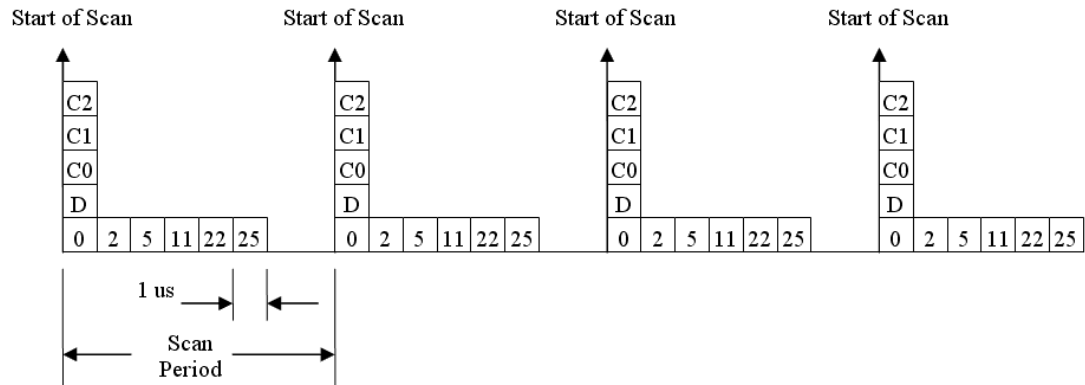 Start of Scan Start of Scan Start of Scan Start of Scan
C2 C2 C2 C2
C1 C1 C1 C1
C0 C0 C0 C0
D D D D
0 2 5 11 22 25 0 2 5 11 22 25 0 2 5 11 22 25 0 2 5 11 22 25
1 us
Scan
Period